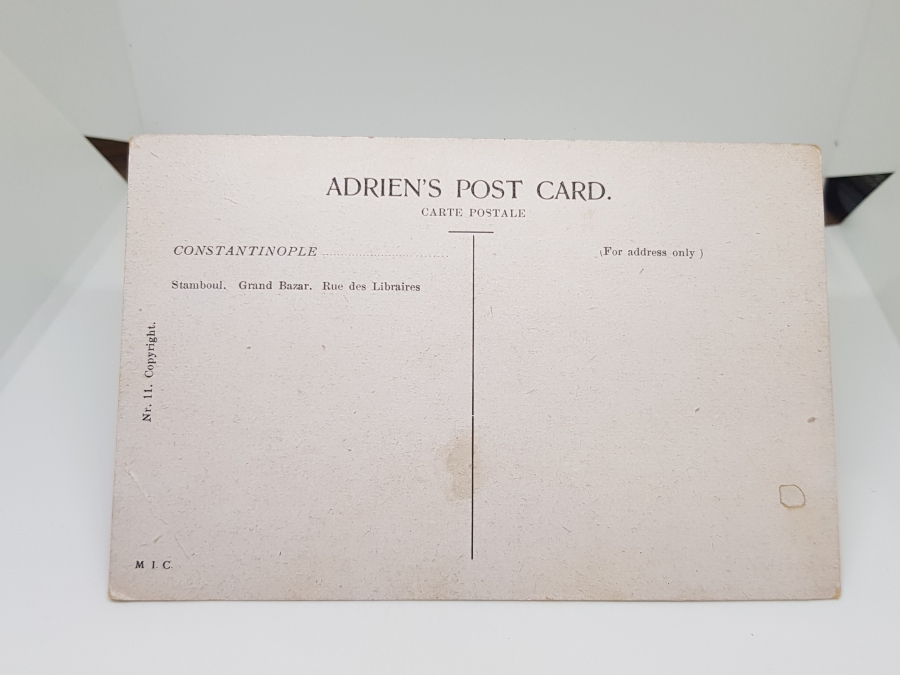 ADRIEN'S POST CARD.
CARTE POSTALE
CONSTANTINOPLE
(For address only )
Stamboul. Grand Bazar. Rue des Libraires
Nr. 11. Copyright.
M I. C.